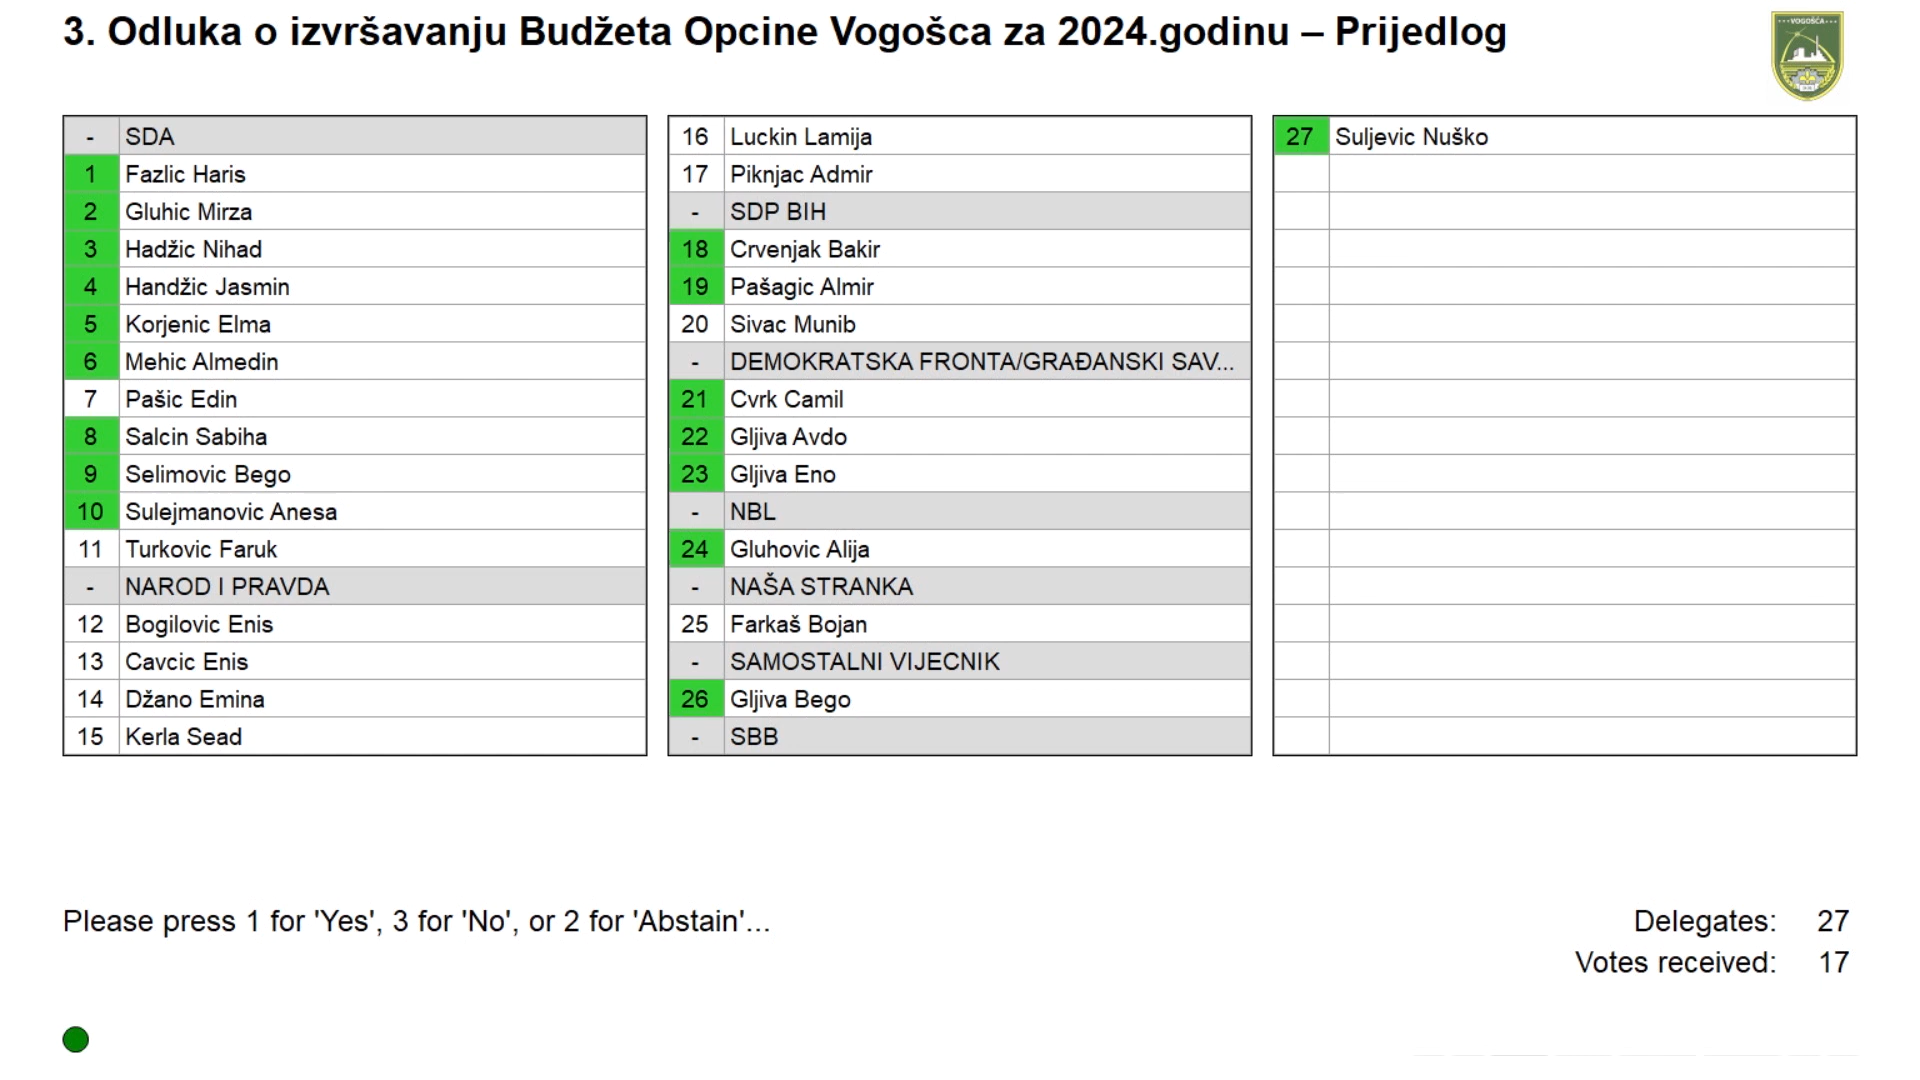 3. Odluka o izvršavanju Budžeta Opcine Vogošca za 2024.godinu – Prijedlog
VOGOŠĆA
- SDA
1 Fazlic Haris
2 Gluhic Mirza
3 Hadžic Nihad
4 Handžic Jasmin
5 Korjenic Elma
6 Mehic Almedin
7 Pašic Edin
8 Salcin Sabiha
9 Selimovic Bego
10 Sulejmanovic Anesa
11 Turkovic Faruk
- NAROD I PRAVDA
12 Bogilovic Enis
13 Cavcic Enis
14 Džano Emina
15 Kerla Sead
16 Luckin Lamija
17 Piknjac Admir
- SDP BIH
18 Crvenjak Bakir
19 Pašagic Almir
20 Sivac Munib
- DEMOKRATSKA FRONTA/GRAĐANSKI SAV...
21 Cvrk Camil
22 Gljiva Avdo
23 Gljiva Eno
- NBL
24 Gluhovic Alija
- NAŠA STRANKA
25 Farkaš Bojan
- SAMOSTALNI VIJECNIK
26 Gljiva Bego
- SBB
27 Suljevic Nuško
Please press 1 for 'Yes', 3 for 'No', or 2 for 'Abstain'...
Delegates: 27
Votes received: 17